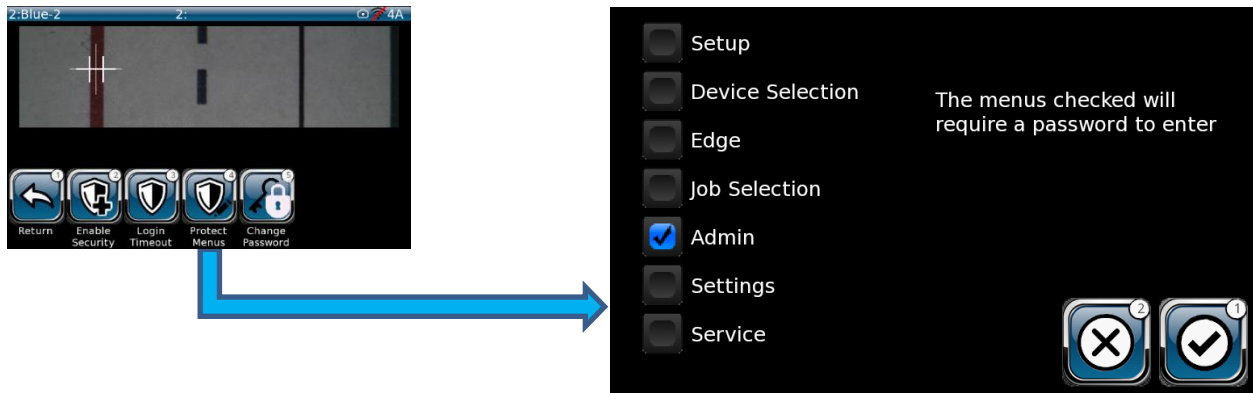 2:Blue-2 2: 4A
1 2 3 4 5
Return Enable Security Login Timeout Protect Menus Change Password
Setup
Device Selection
Edge
Job Selection
Admin
Settings
Service
The menus checked will
require a password to enter
2 1